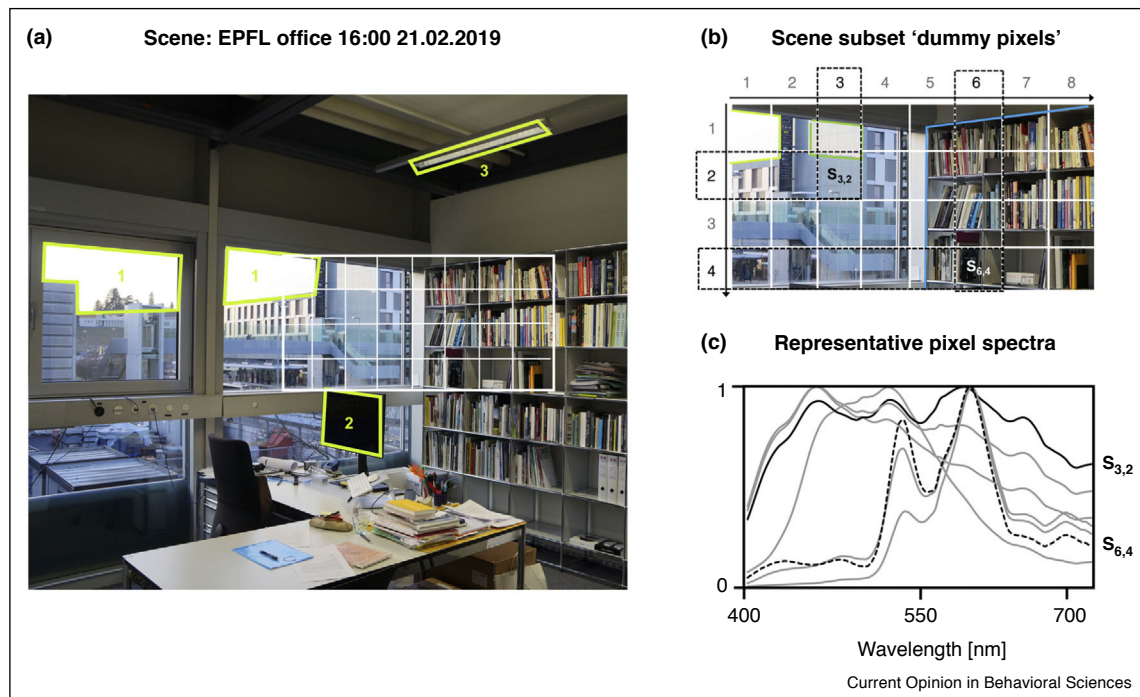 (a) Scene: EPFL office 16:00 21.02.2019
3
1
1
2
(b) Scene subset 'dummy pixels'
1 2 3 4 5 6 7 8
1
2
3
4
S3,2
S6,4
(c) Representative pixel spectra
1
0
S3,2
S6,4
400 550 700
Wavelength [nm]
Current Opinion in Behavioral Sciences